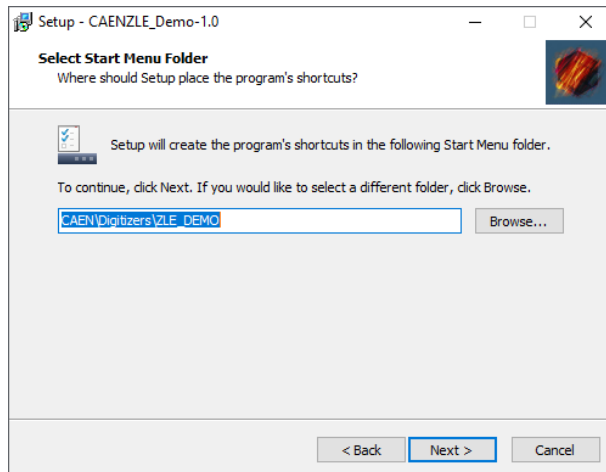 Setup - CAENZLE_Demo-1.0
Select Start Menu Folder
Where should Setup place the program's shortcuts?
Setup will create the program's shortcuts in the following Start Menu folder.
To continue, click Next. If you would like to select a different folder, click Browse.
CAEN\Digitizers\ZLE_DEMO
Browse...
< Back
Next >
Cancel